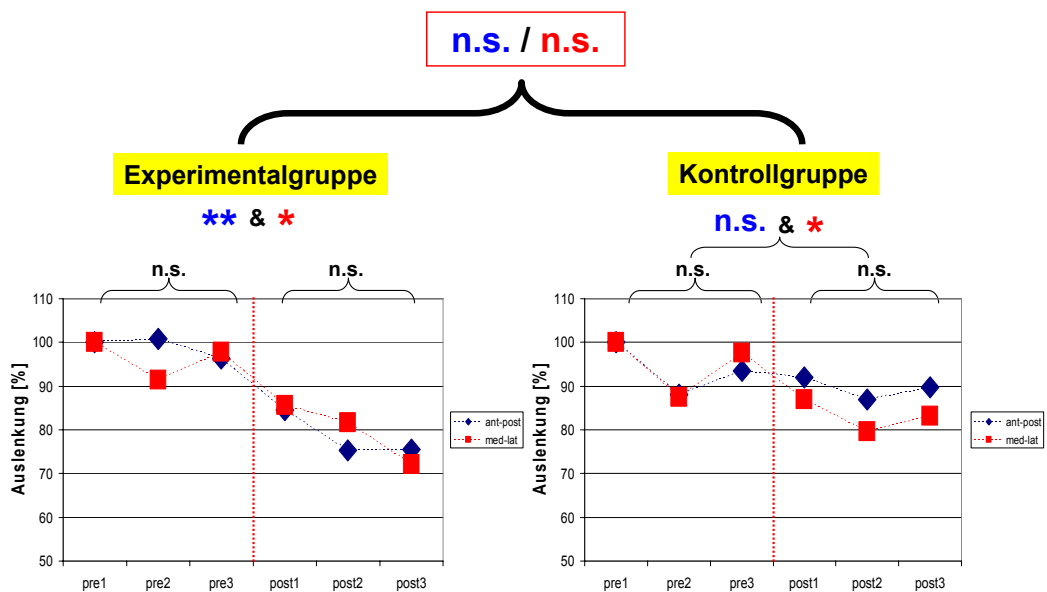 n.s. / n.s.
Experimentalgruppe
** & *
n.s.
n.s.
110
100
90
80
70
60
50
Auslenkung [%]
pre1 pre2 pre3 post1 post2 post3
ant-post
med-lat
Kontrollgruppe
n.s. & *
n.s.
n.s.
110
100
90
80
70
60
50
Auslenkung [%]
pre1 pre2 pre3 post1 post2 post3
ant-post
med-lat